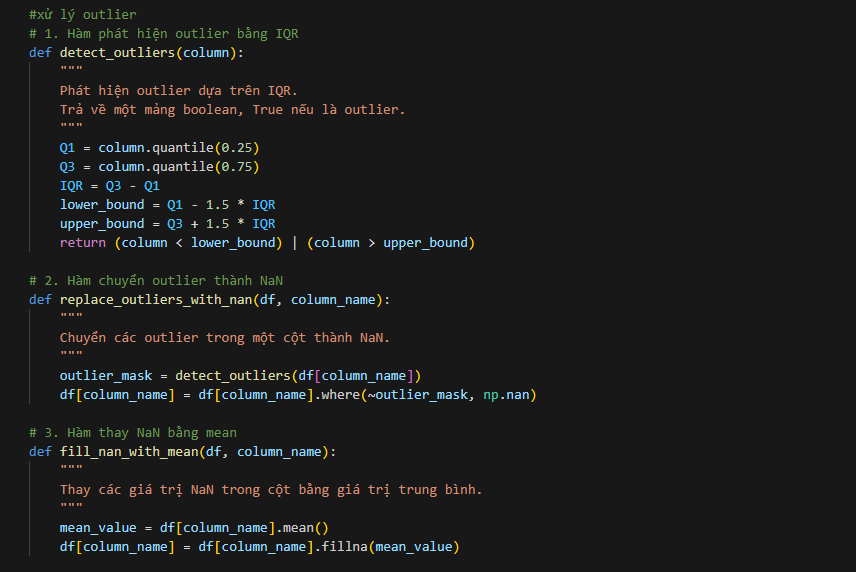 #xử lý outlier
# 1. Hàm phát hiện outlier bằng IQR
def detect_outliers(column):
    """
    Phát hiện outlier dựa trên IQR.
    Trả về một mảng boolean, True nếu là outlier.
    """
    Q1 = column.quantile(0.25)
    Q3 = column.quantile(0.75)
    IQR = Q3 - Q1
    lower_bound = Q1 - 1.5 * IQR
    upper_bound = Q3 + 1.5 * IQR
    return (column < lower_bound) | (column > upper_bound)

# 2. Hàm chuyển outlier thành NaN
def replace_outliers_with_nan(df, column_name):
    """
    Chuyển các outlier trong một cột thành NaN.
    """
    outlier_mask = detect_outliers(df[column_name])
    df[column_name] = df[column_name].where(~outlier_mask, np.nan)

# 3. Hàm thay NaN bằng mean
def fill_nan_with_mean(df, column_name):
    """
    Thay các giá trị NaN trong cột bằng giá trị trung bình.
    """
    mean_value = df[column_name].mean()
    df[column_name] = df[column_name].fillna(mean_value)